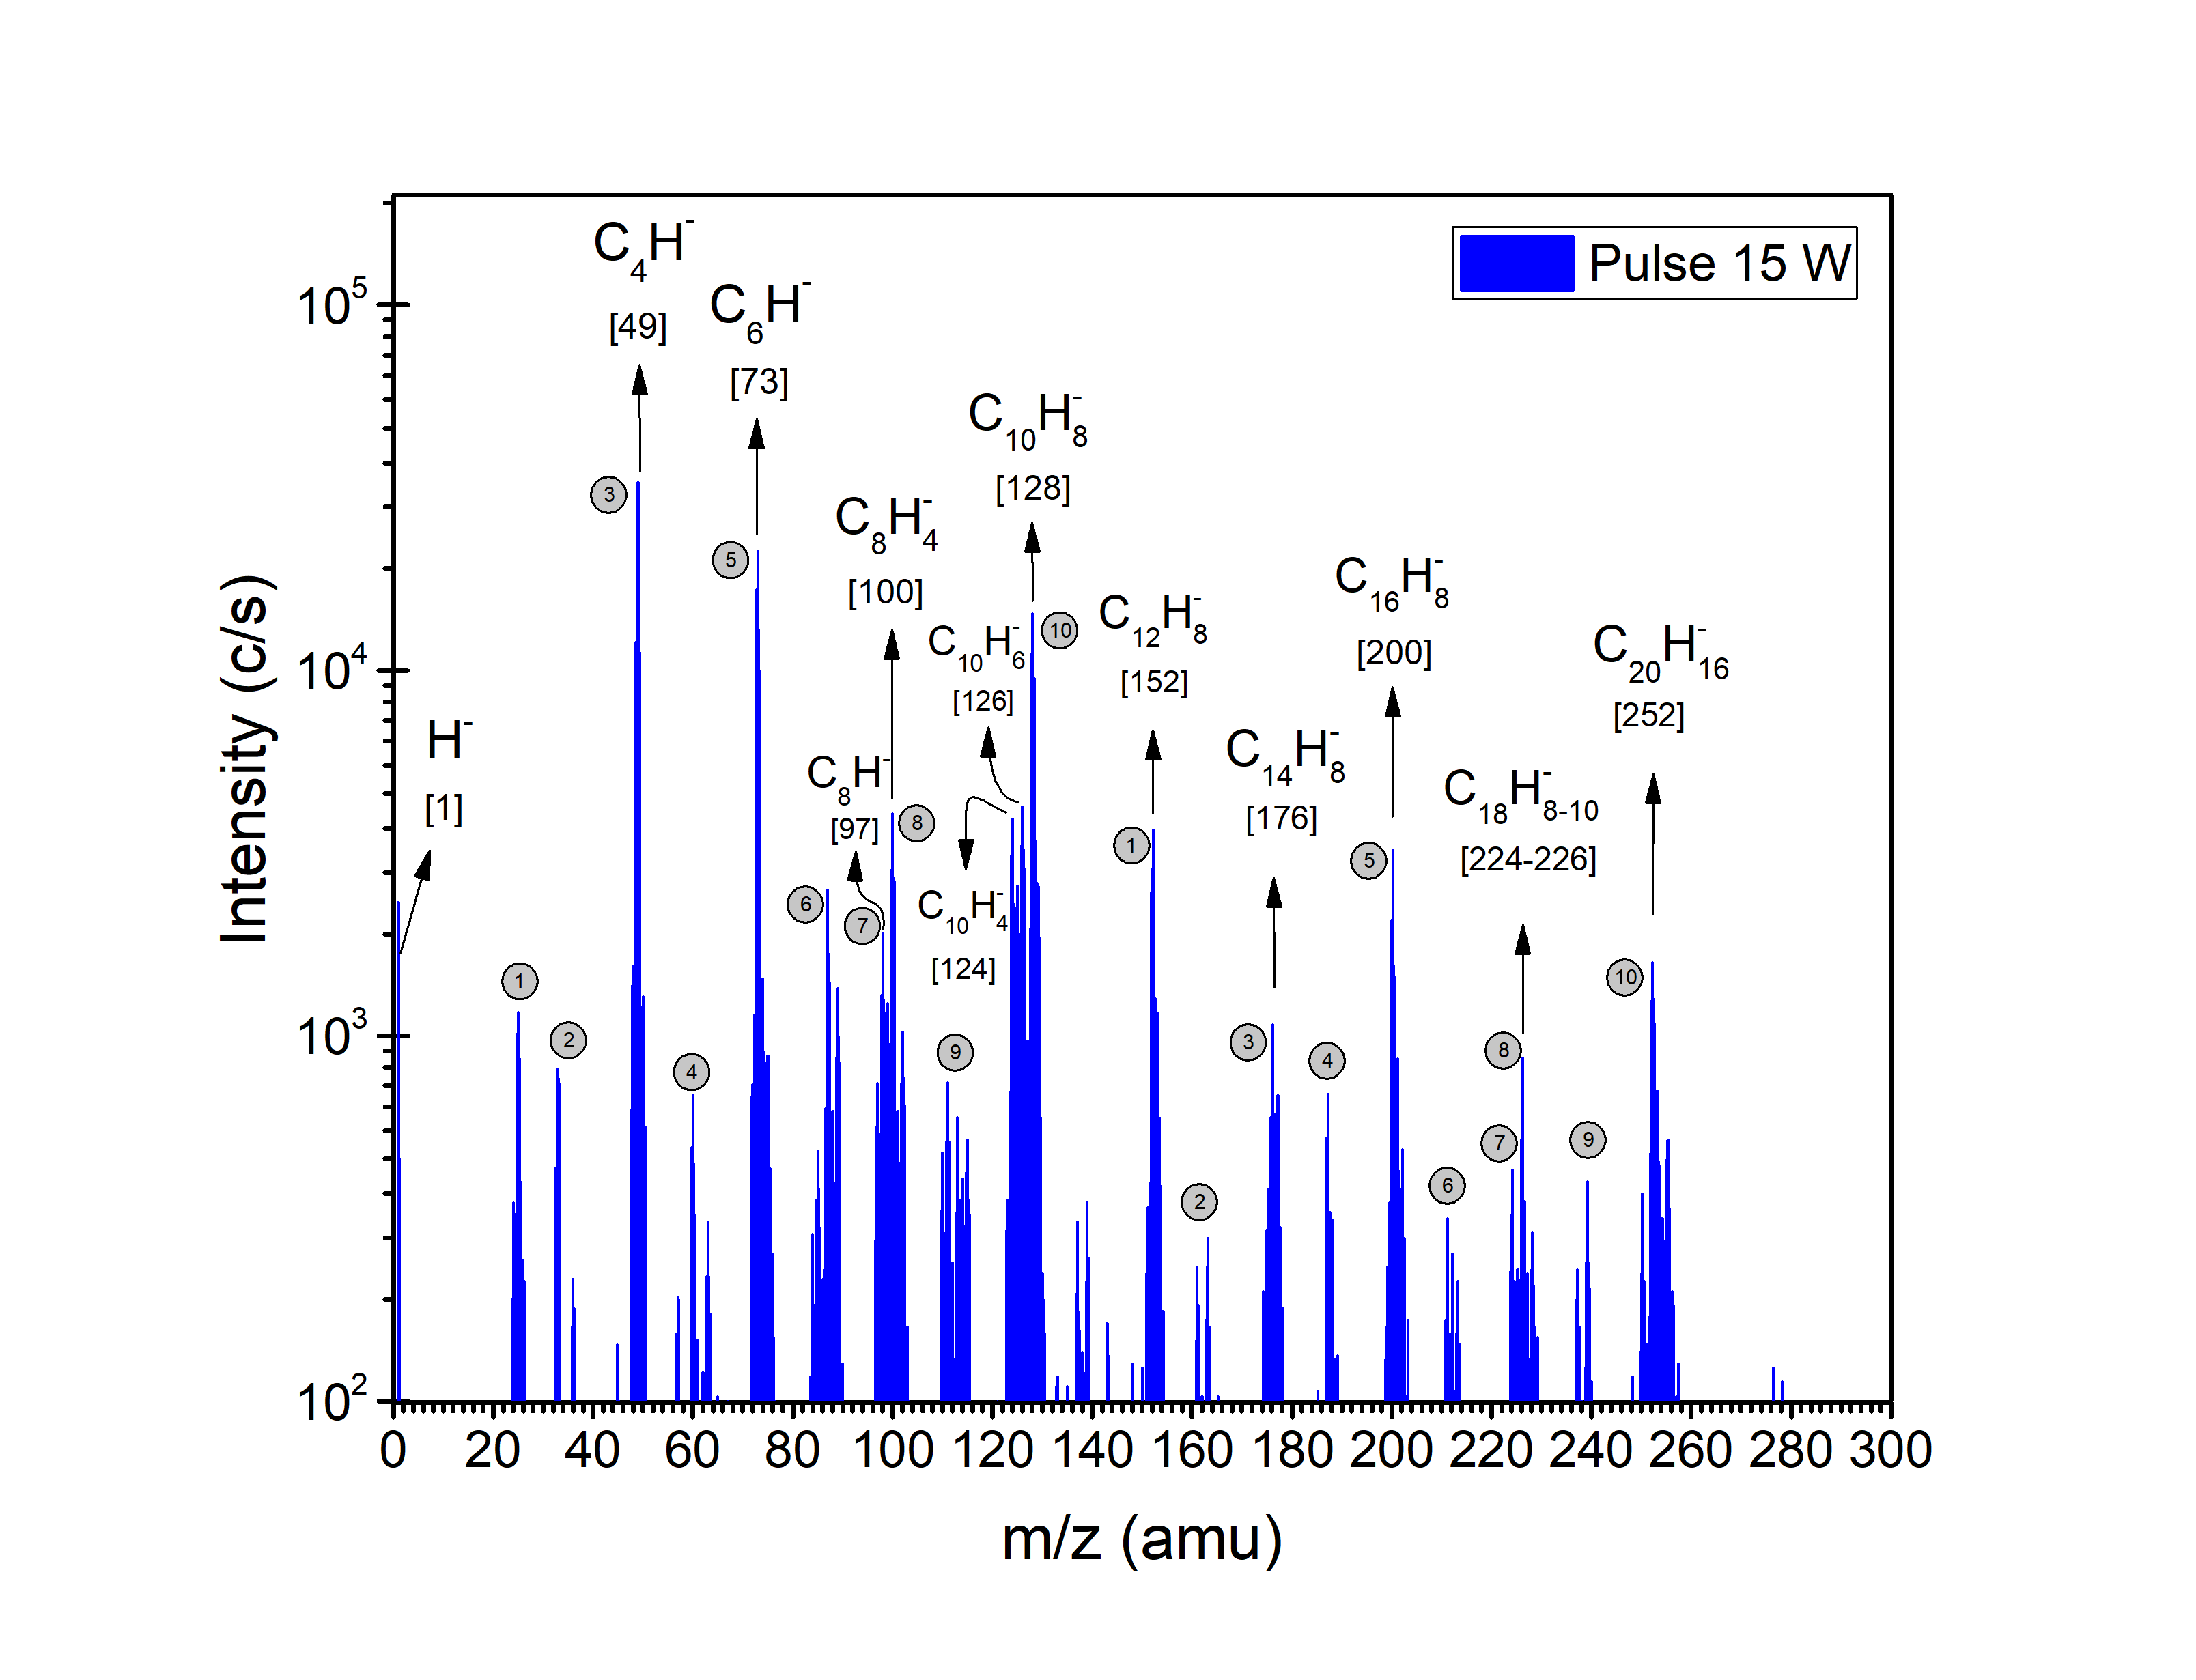 Pulse 15 W
C4H-
[49]
C6H-
[73]
C10H8-
[128]
C8H4-
[100]
C16H8-
[200]
C12H8-
[152]
C10H6-
[126]
C20H16-
[252]
H-
[1]
C8H-
[97]
C14H8-
[176]
C18H8-10-
[224-226]
C10H4-
[124]
3
5
10
8
1
5
6
7
10
1
2
4
9
3
4
8
7
9
6
2
Intensity (c/s)
10^5
10^4
10^3
10^2
0 20 40 60 80 100 120 140 160 180 200 220 240 260 280 300
m/z (amu)